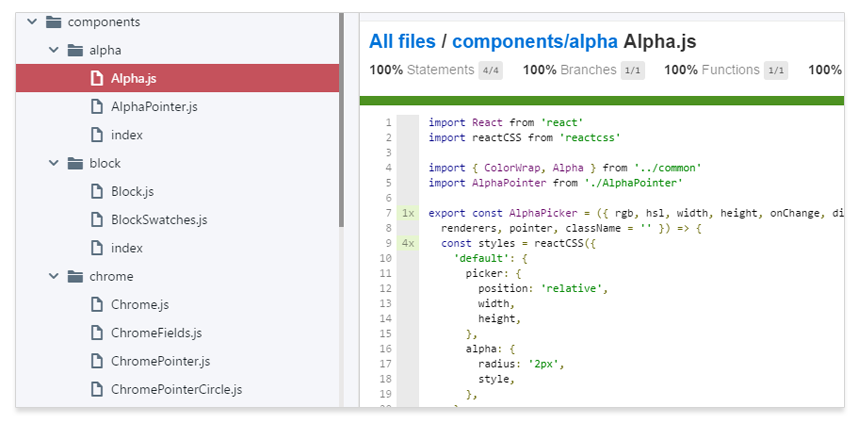 components
alpha
Alpha.js
AlphaPointer.js
index
block
Block.js
BlockSwatches.js
index
chrome
Chrome.js
ChromeFields.js
ChromePointer.js
ChromePointerCircle.js
All files / components/alpha Alpha.js
100% Statements 4/4 100% Branches 1/1 100% Functions 1/1 100%
1 import React from 'react'
2 import reactCSS from 'reactcss'
3
4 import { ColorWrap, Alpha } from '../common'
5 import AlphaPointer from './AlphaPointer'
6
7 1x export const AlphaPicker = ({ rgb, hsl, width, height, onChange, di
8 renderers, pointer, className = '' }) => {
9 4x const styles = reactCSS({
10 'default': {
11 picker: {
12 position: 'relative',
13 width,
14 height,
15 },
16 alpha: {
17 radius: '2px',
18 style,
19 },